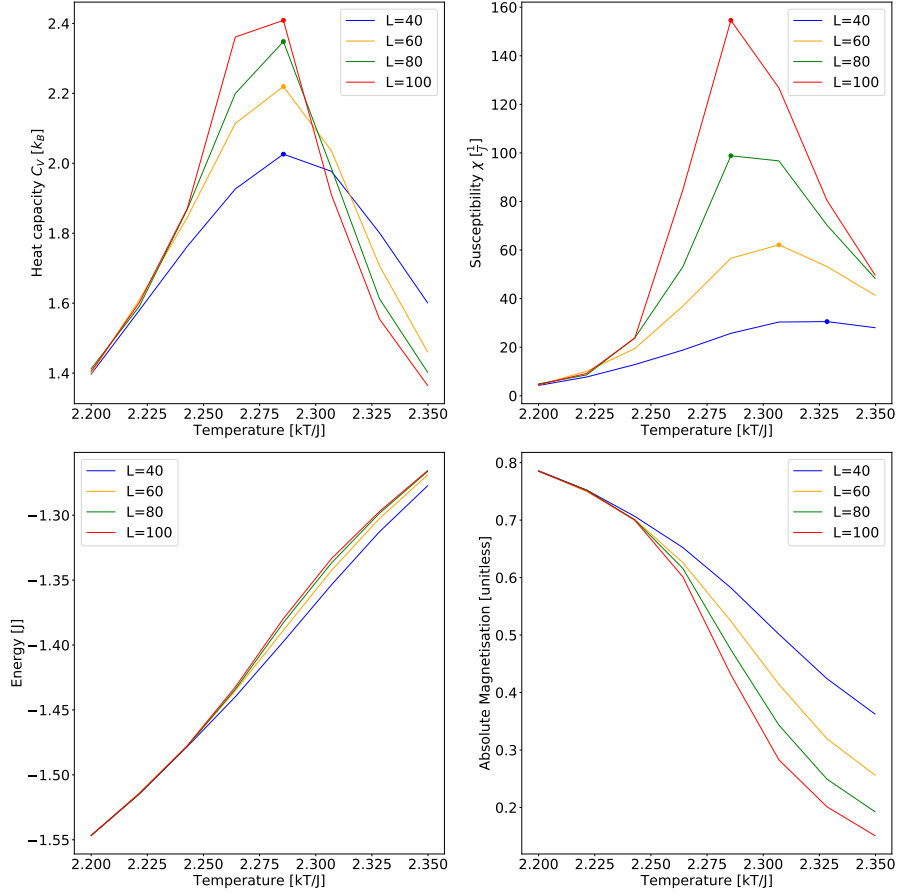 2.4
2.2
2.0
1.8
1.6
1.4
Heat capacity C_V [k_B]
L=40
L=60
L=80
L=100
2.200 2.225 2.250 2.275 2.300 2.325 2.350
Temperature [kT/J]
160
140
120
100
80
60
40
20
0
Susceptibility χ [1/J]
L=40
L=60
L=80
L=100
2.200 2.225 2.250 2.275 2.300 2.325 2.350
Temperature [kT/J]
−1.30
−1.35
−1.40
−1.45
−1.50
−1.55
Energy [J]
L=40
L=60
L=80
L=100
2.200 2.225 2.250 2.275 2.300 2.325 2.350
Temperature [kT/J]
0.8
0.7
0.6
0.5
0.4
0.3
0.2
Absolute Magnetisation [unitless]
L=40
L=60
L=80
L=100
2.200 2.225 2.250 2.275 2.300 2.325 2.350
Temperature [kT/J]